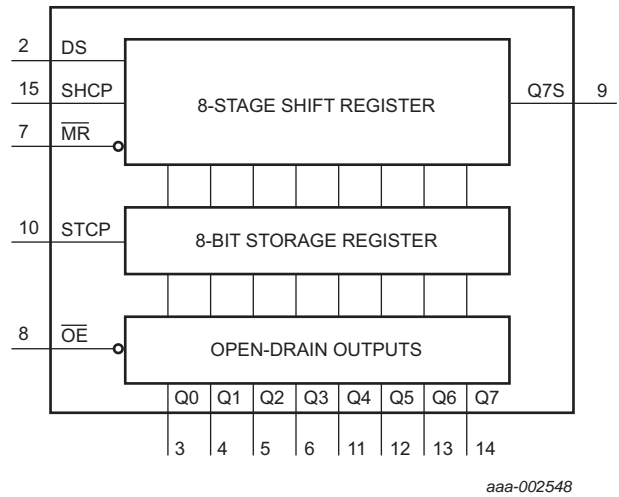 2 DS
15 SHCP
7 MR
8-STAGE SHIFT REGISTER
Q7S 9
10 STCP
8-BIT STORAGE REGISTER
8 OE
OPEN-DRAIN OUTPUTS
Q0 Q1 Q2 Q3 Q4 Q5 Q6 Q7
3 4 5 6 11 12 13 14
aaa-002548